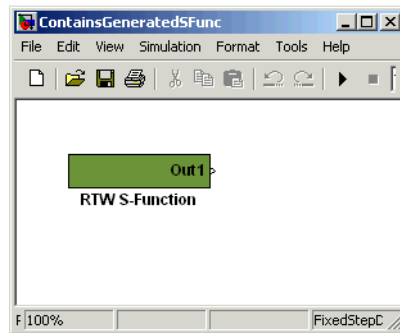 ContainsGeneratedSFunc
File Edit View Simulation Format Tools Help
Out1
RTW S-Function
100%
FixedStepD